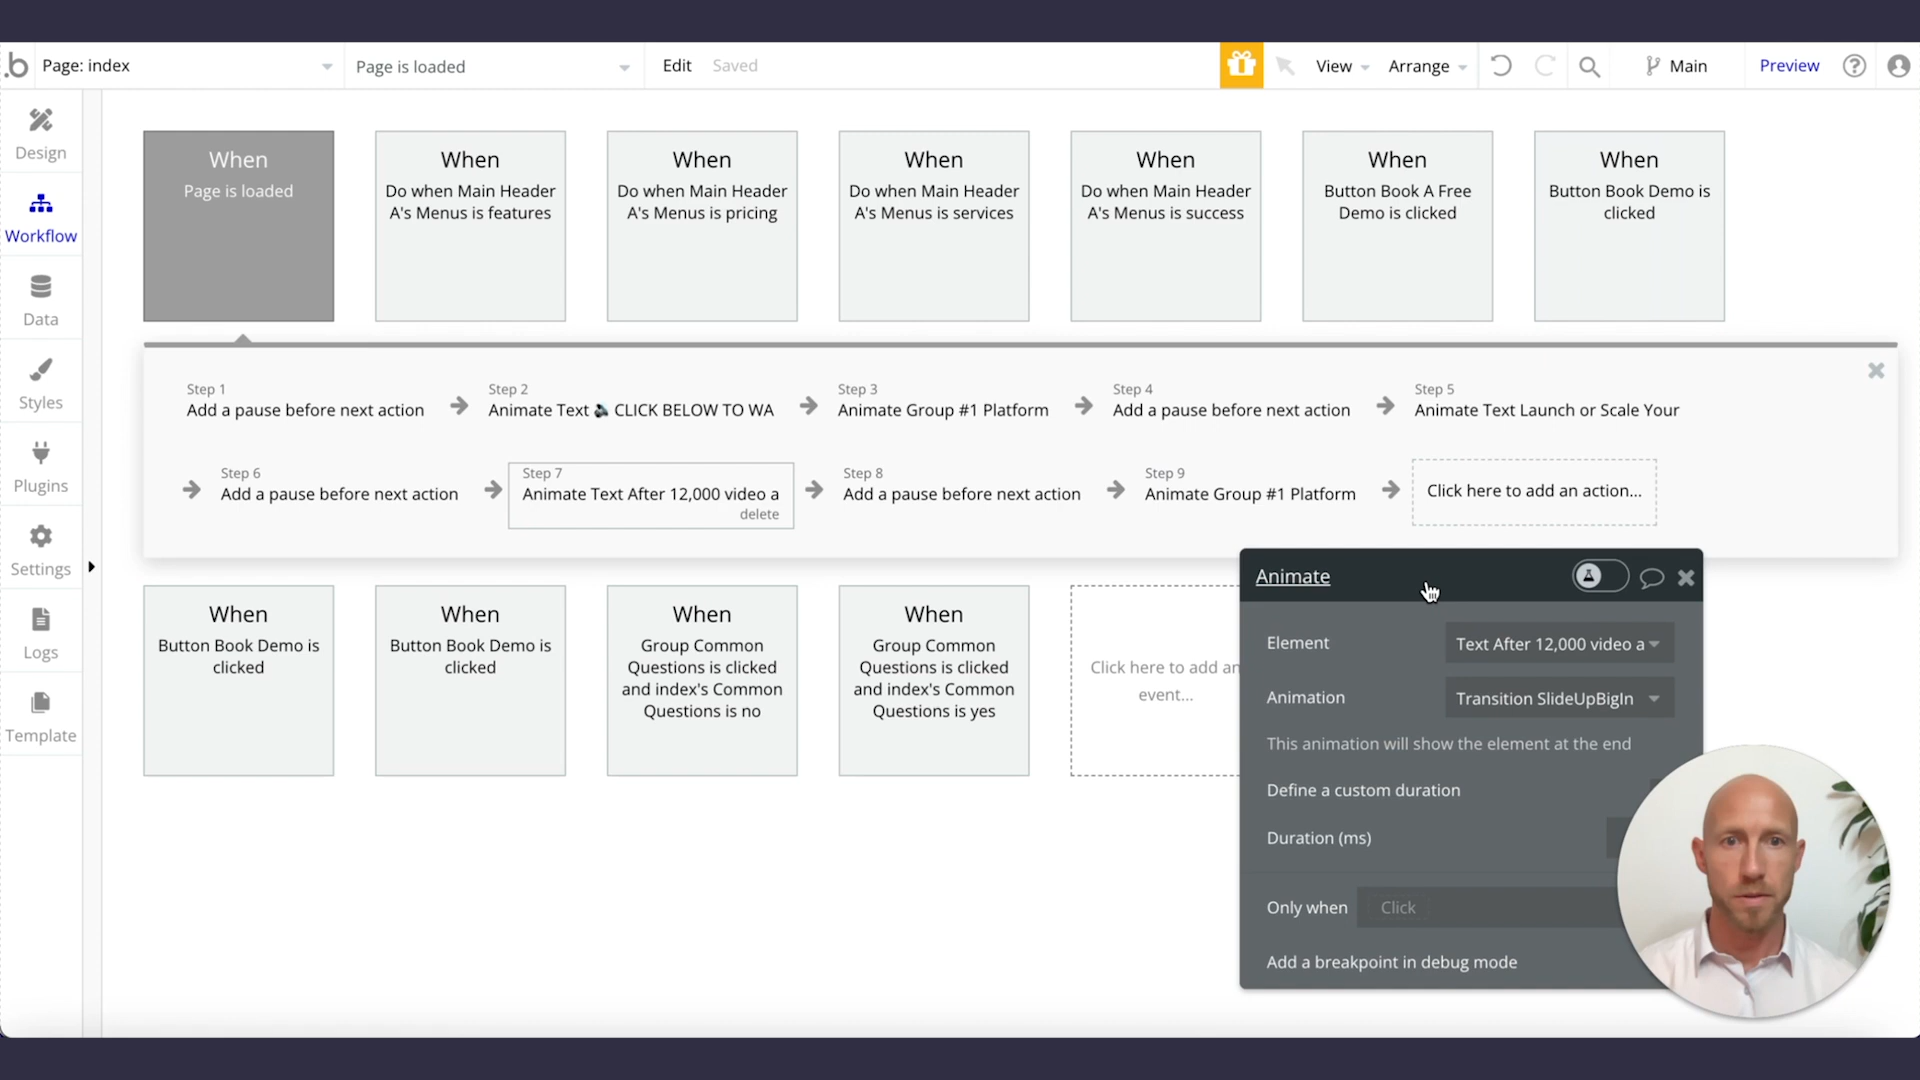 .b Page: index
Page is loaded
Edit
Saved
View
Arrange
Main
Preview
?
Design
Workflow
Data
Styles
Plugins
Settings
Logs
Template
When
Page is loaded
When
Do when Main Header
A's Menus is features
When
Do when Main Header
A's Menus is pricing
When
Do when Main Header
A's Menus is services
When
Do when Main Header
A's Menus is success
When
Button Book A Free
Demo is clicked
When
Button Book Demo is
clicked
Step 1
Add a pause before next action
Step 2
Animate Text 🔈 CLICK BELOW TO WA
Step 3
Animate Group #1 Platform
Step 4
Add a pause before next action
Step 5
Animate Text Launch or Scale Your
Step 6
Add a pause before next action
Step 7
Animate Text After 12,000 video a
delete
Step 8
Add a pause before next action
Step 9
Animate Group #1 Platform
Click here to add an action...
When
Button Book Demo is
clicked
When
Button Book Demo is
clicked
When
Group Common
Questions is clicked
and index's Common
Questions is no
When
Group Common
Questions is clicked
and index's Common
Questions is yes
Click here to add an
event...
Animate
Element
Text After 12,000 video a
Animation
Transition SlideUpBigIn
This animation will show the element at the end
Define a custom duration
Duration (ms)
Only when
Click
Add a breakpoint in debug mode